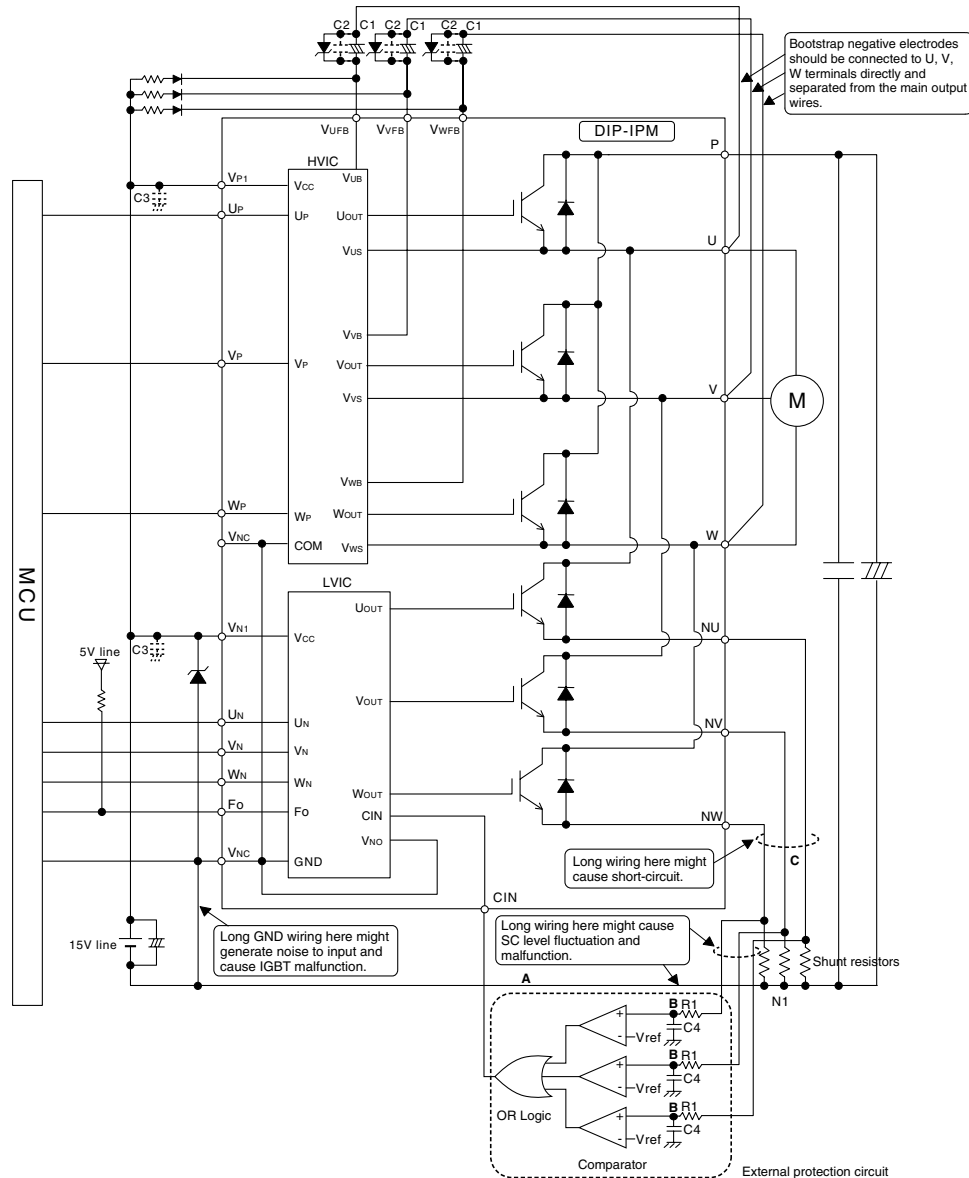 C2 C1 C2 C1 C2 C1
Bootstrap negative electrodes
should be connected to U, V,
W terminals directly and
separated from the main output
wires.
VUFB VVFB VWFB
DIP-IPM
P
HVIC
VP1
C3
VCC
VUB
UP
UP
UOUT
U
VUS
VVB
VP
VP
VOUT
V
VVS
M
VWB
WP
WP
WOUT
W
VNC
COM
VWS
MCU
LVIC
UOUT
VN1
C3
VCC
NU
5V line
VOUT
UN
UN
NV
VN
VN
WN
WN
WOUT
Fo
Fo
CIN
NW
VNO
VNC
GND
C
Long wiring here might
cause short-circuit.
CIN
15V line
Long GND wiring here might
generate noise to input and
cause IGBT malfunction.
Long wiring here might cause
SC level fluctuation and
malfunction.
Shunt resistors
A
N1
B R1
+
-
Vref
C4
B R1
+
-
Vref
C4
B R1
+
-
Vref
C4
OR Logic
Comparator
External protection circuit